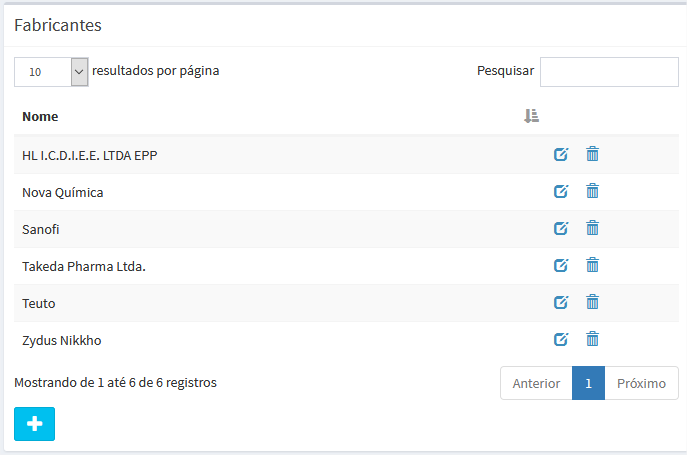 Fabricantes
10 resultados por página Pesquisar
Nome
HL I.C.D.I.E.E. LTDA EPP
Nova Química
Sanofi
Takeda Pharma Ltda.
Teuto
Zydus Nikkho
Mostrando de 1 até 6 de 6 registros Anterior 1 Próximo